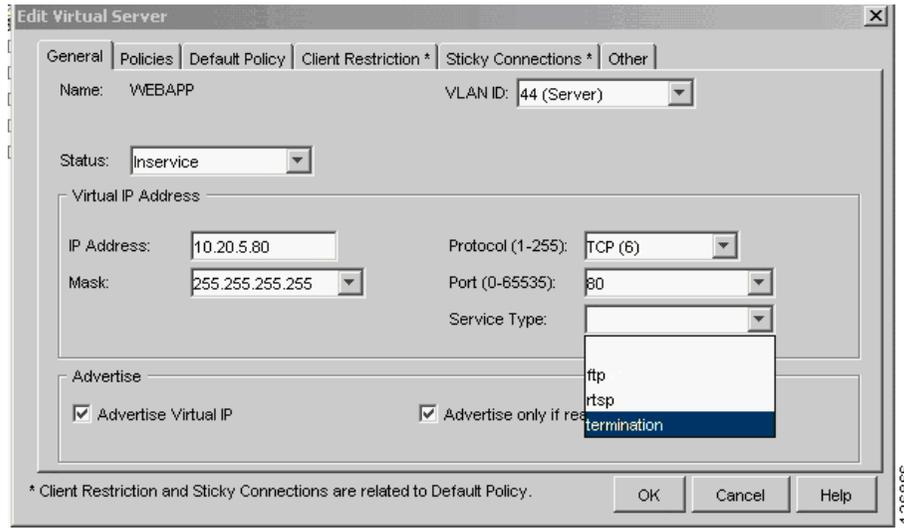 Edit Virtual Server
General Policies Default Policy Client Restriction * Sticky Connections * Other
Name: WEBAPP VLAN ID: 44 (Server)
Status: Inservice
Virtual IP Address
IP Address: 10.20.5.80 Protocol (1-255): TCP (6)
Mask: 255.255.255.255 Port (0-65535): 80
Service Type:
ftp
rtsp
termination
Advertise
Advertise Virtual IP Advertise only if
* Client Restriction and Sticky Connections are related to Default Policy.
OK Cancel Help